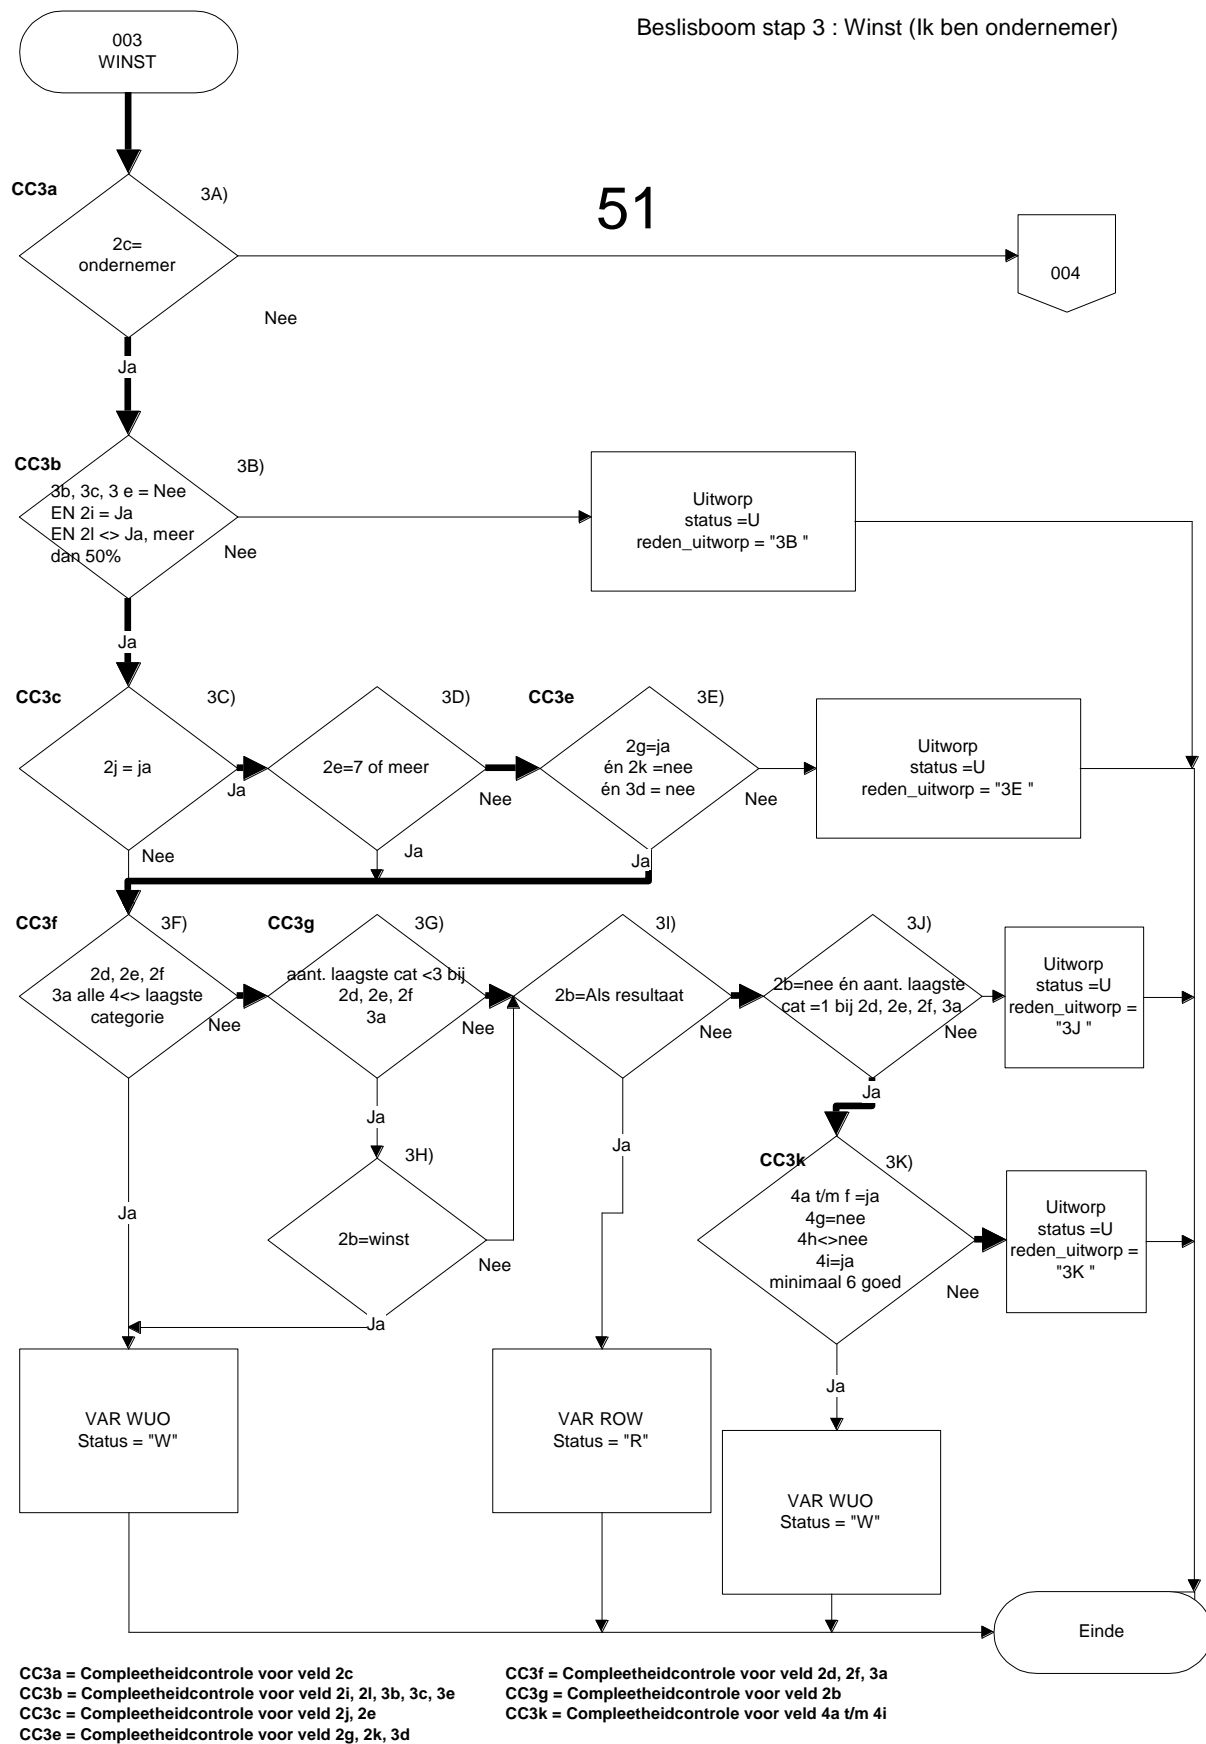 Beslisboom stap 3 : Winst (Ik ben ondernemer)
003
WINST
CC3a
3A)
51
2c=
ondernemer
004
Nee
Ja
CC3b
3B)
3b, 3c, 3 e = Nee
EN 2i = Ja
EN 2l <> Ja, meer
dan 50%
Nee
Uitworp
status =U
reden_uitworp = "3B "
Ja
CC3c
3C)
3D)
CC3e
3E)
2j = ja
Ja
2e=7 of meer
Nee
2g=ja
én 2k =nee
én 3d = nee
Nee
Uitworp
status =U
reden_uitworp = "3E "
Nee
Ja
Ja
CC3f
3F)
CC3g
3G)
3I)
3J)
2d, 2e, 2f
3a alle 4<> laagste
categorie
Nee
aant. laagste cat <3 bij
2d, 2e, 2f
3a
Nee
2b=Als resultaat
Nee
2b=nee én aant. laagste
cat =1 bij 2d, 2e, 2f, 3a
Nee
Uitworp
status =U
reden_uitworp =
"3J "
Ja
Ja
Ja
Ja
3H)
2b=winst
Nee
Ja
CC3k
3K)
4a t/m f =ja
4g=nee
4h<>nee
4i=ja
minimaal 6 goed
Nee
Uitworp
status =U
reden_uitworp =
"3K "
Ja
VAR WUO
Status = "W"
VAR ROW
Status = "R"
VAR WUO
Status = "W"
Einde
CC3a = Compleetheidcontrole voor veld 2c
CC3b = Compleetheidcontrole voor veld 2i, 2l, 3b, 3c, 3e
CC3c = Compleetheidcontrole voor veld 2j, 2e
CC3e = Compleetheidcontrole voor veld 2g, 2k, 3d
CC3f = Compleetheidcontrole voor veld 2d, 2f, 3a
CC3g = Compleetheidcontrole voor veld 2b
CC3k = Compleetheidcontrole voor veld 4a t/m 4i